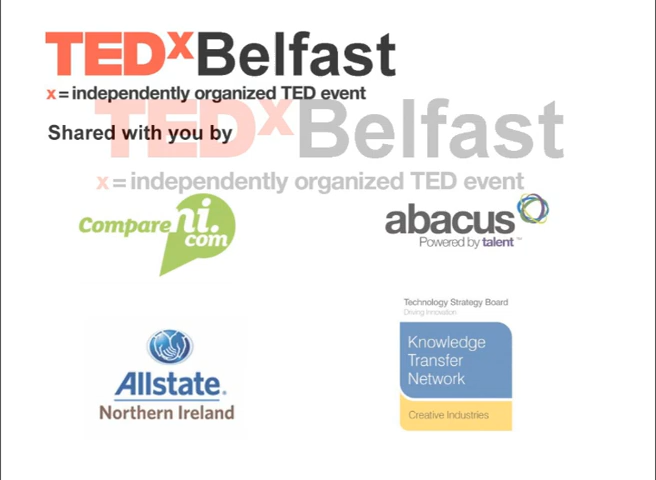 TEDxBelfast
x = independently organized TED event
TEDxBelfast
Shared with you by
x = independently organized TED event
Compareni.com
abacus
Powered by talent ™
Technology Strategy Board
Driving Innovation
Knowledge
Transfer
Network
Allstate.
Northern Ireland
Creative Industries